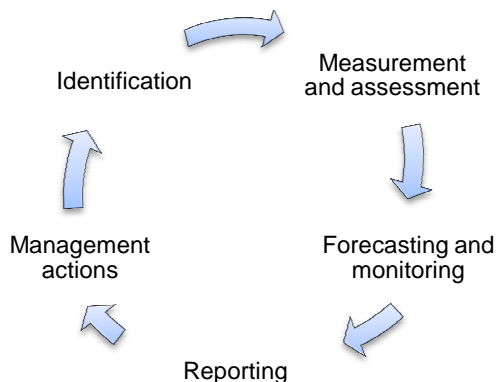 Identification
Measurement
and assessment
Forecasting and
monitoring
Reporting
Management
actions